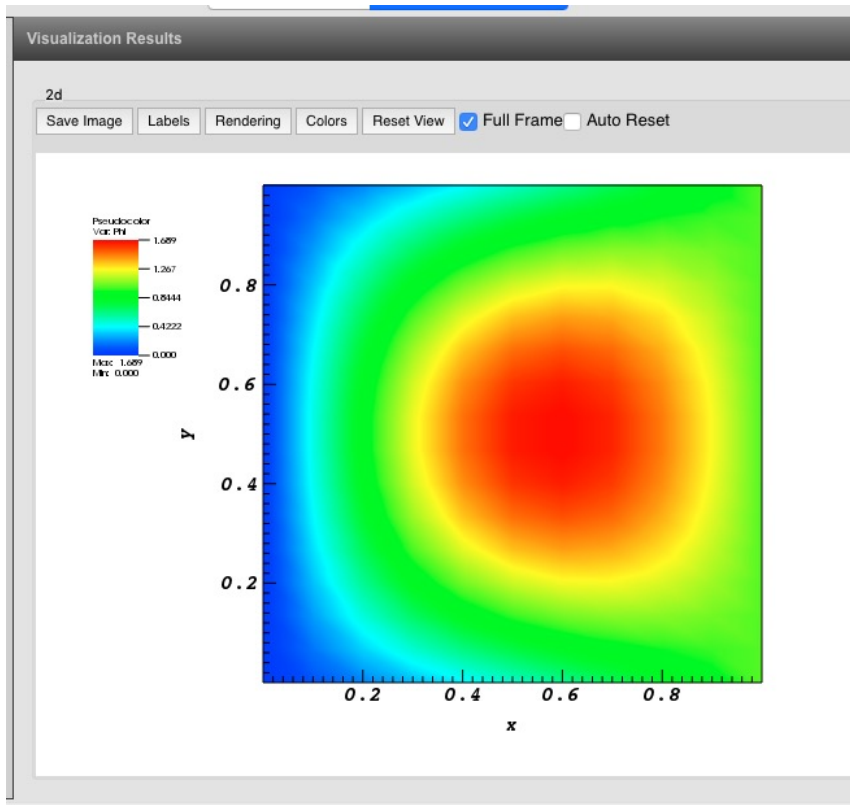 Visualization Results
2d
Save Image Labels Rendering Colors Reset View Full Frame Auto Reset
Pseudocolor
Var: Phi
1.689
1.267
0.8444
0.4222
0.000
Max: 1.689
Min: 0.000
0.8
0.6
y
0.4
0.2
0.2 0.4 0.6 0.8
x